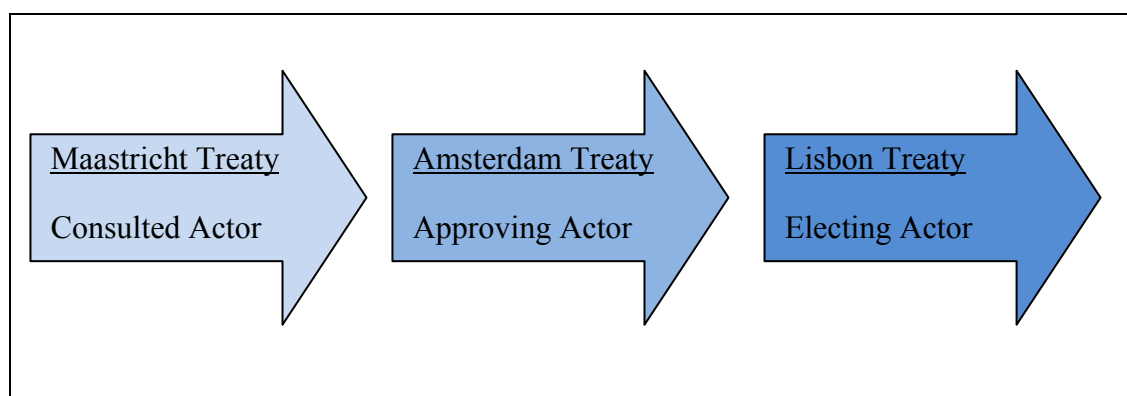 Maastricht Treaty
Consulted Actor
Amsterdam Treaty
Approving Actor
Lisbon Treaty
Electing Actor